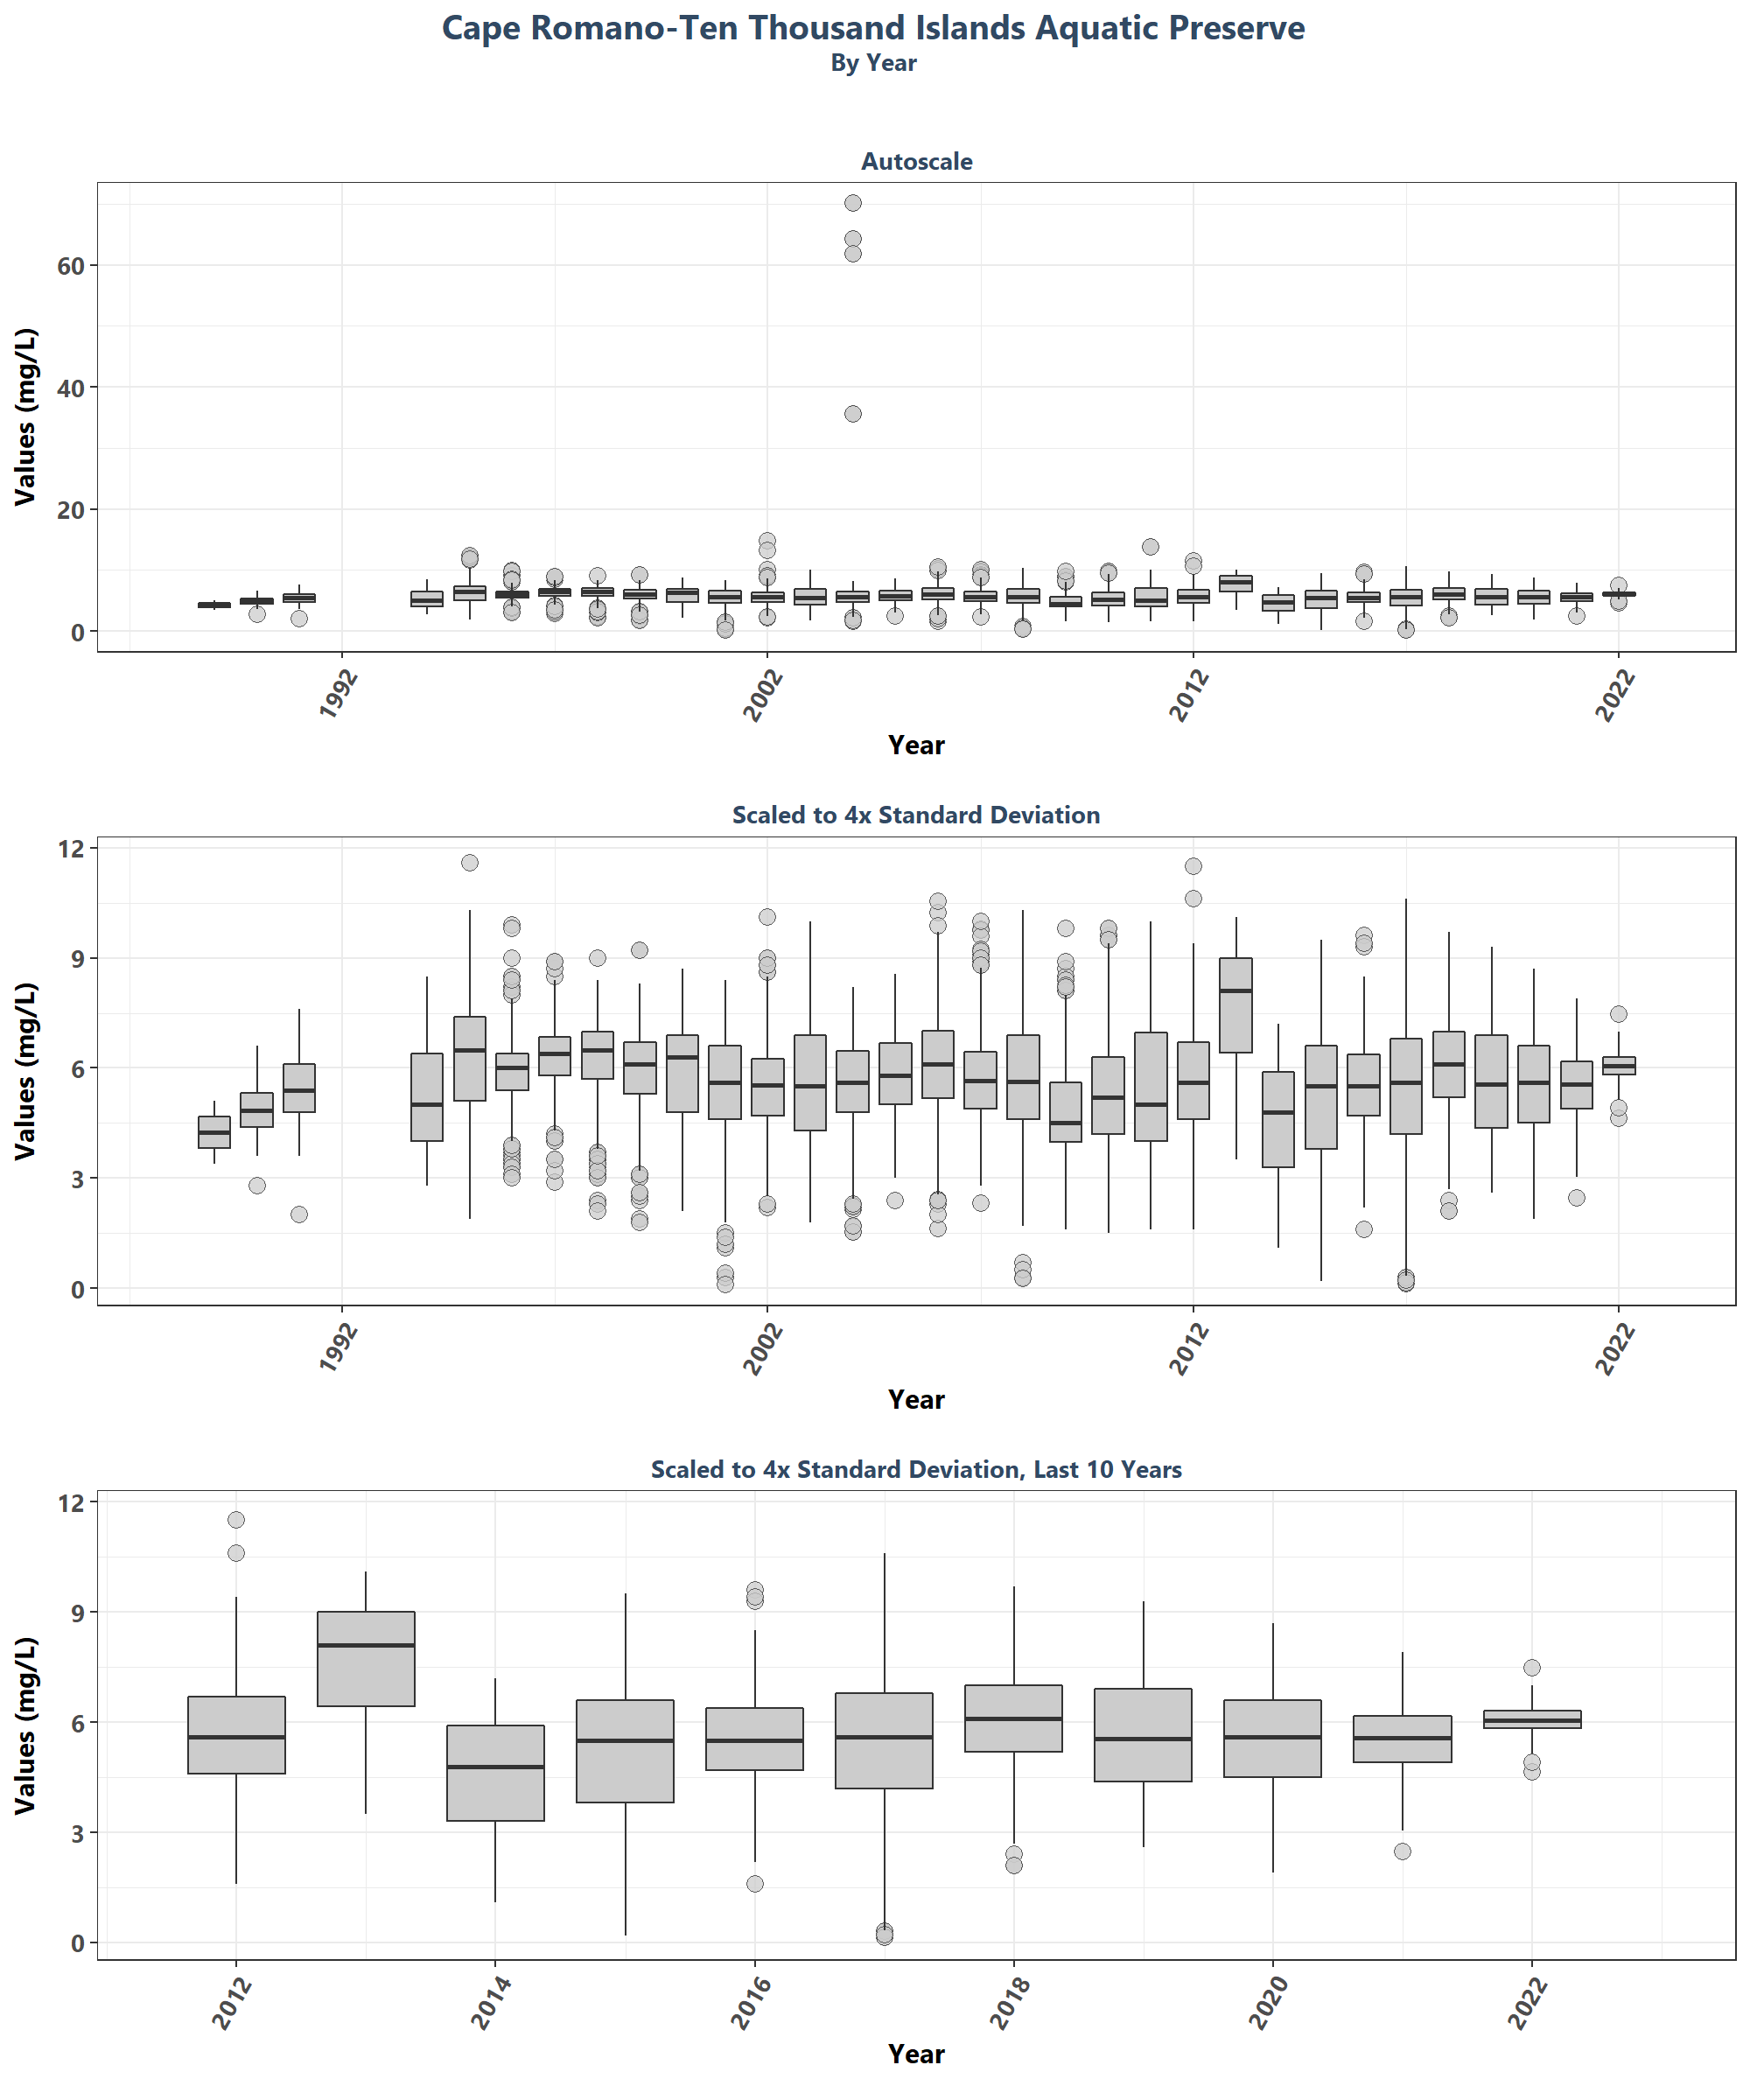 Cape Romano-Ten Thousand Islands Aquatic Preserve
By Year
Autoscale
Values (mg/L)
60
40
20
0
1992
2002
2012
2022
Year
Scaled to 4x Standard Deviation
Values (mg/L)
12
9
6
3
0
1992
2002
2012
2022
Year
Scaled to 4x Standard Deviation, Last 10 Years
Values (mg/L)
12
9
6
3
0
2012
2014
2016
2018
2020
2022
Year